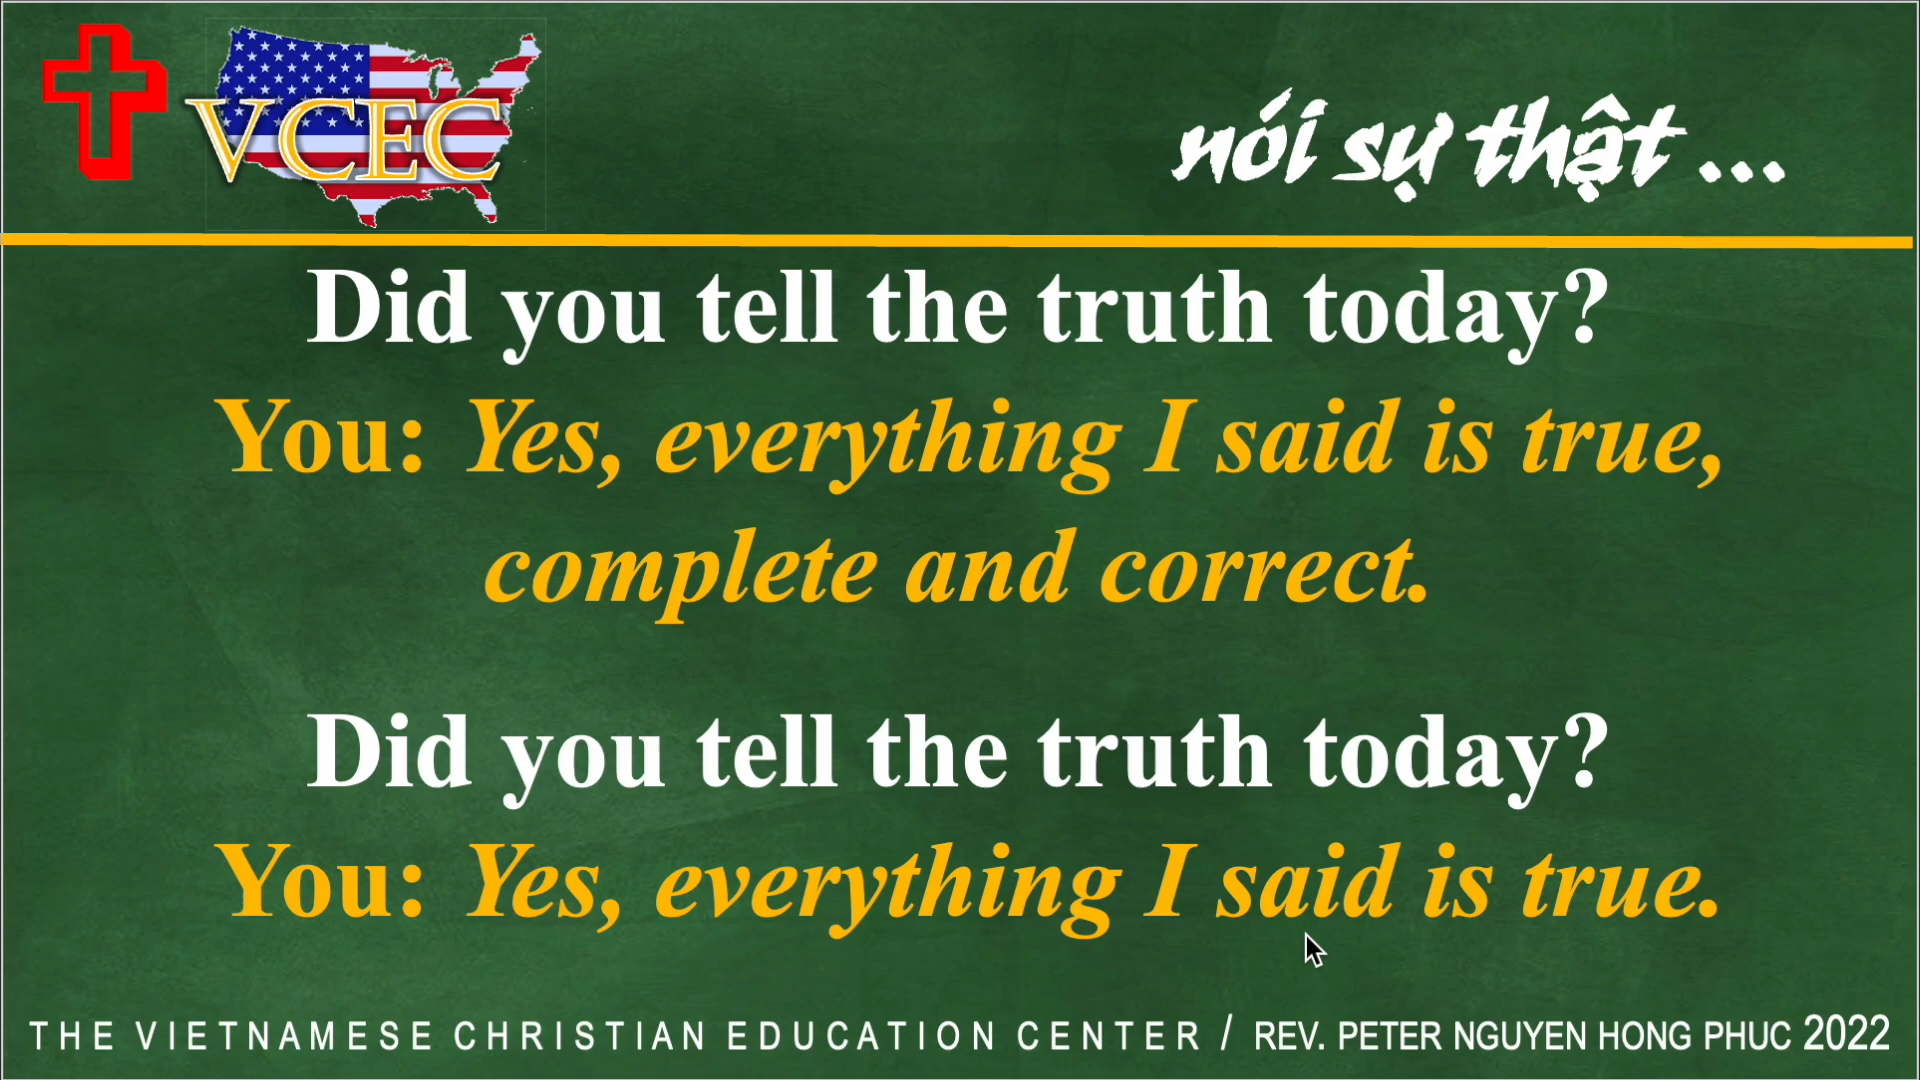 VCEC
nói sự thật ...
Did you tell the truth today?
You: Yes, everything I said is true,
complete and correct.
Did you tell the truth today?
You: Yes, everything I said is true.
THE VIETNAMESE CHRISTIAN EDUCATION CENTER / REV. PETER NGUYEN HONG PHUC 2022